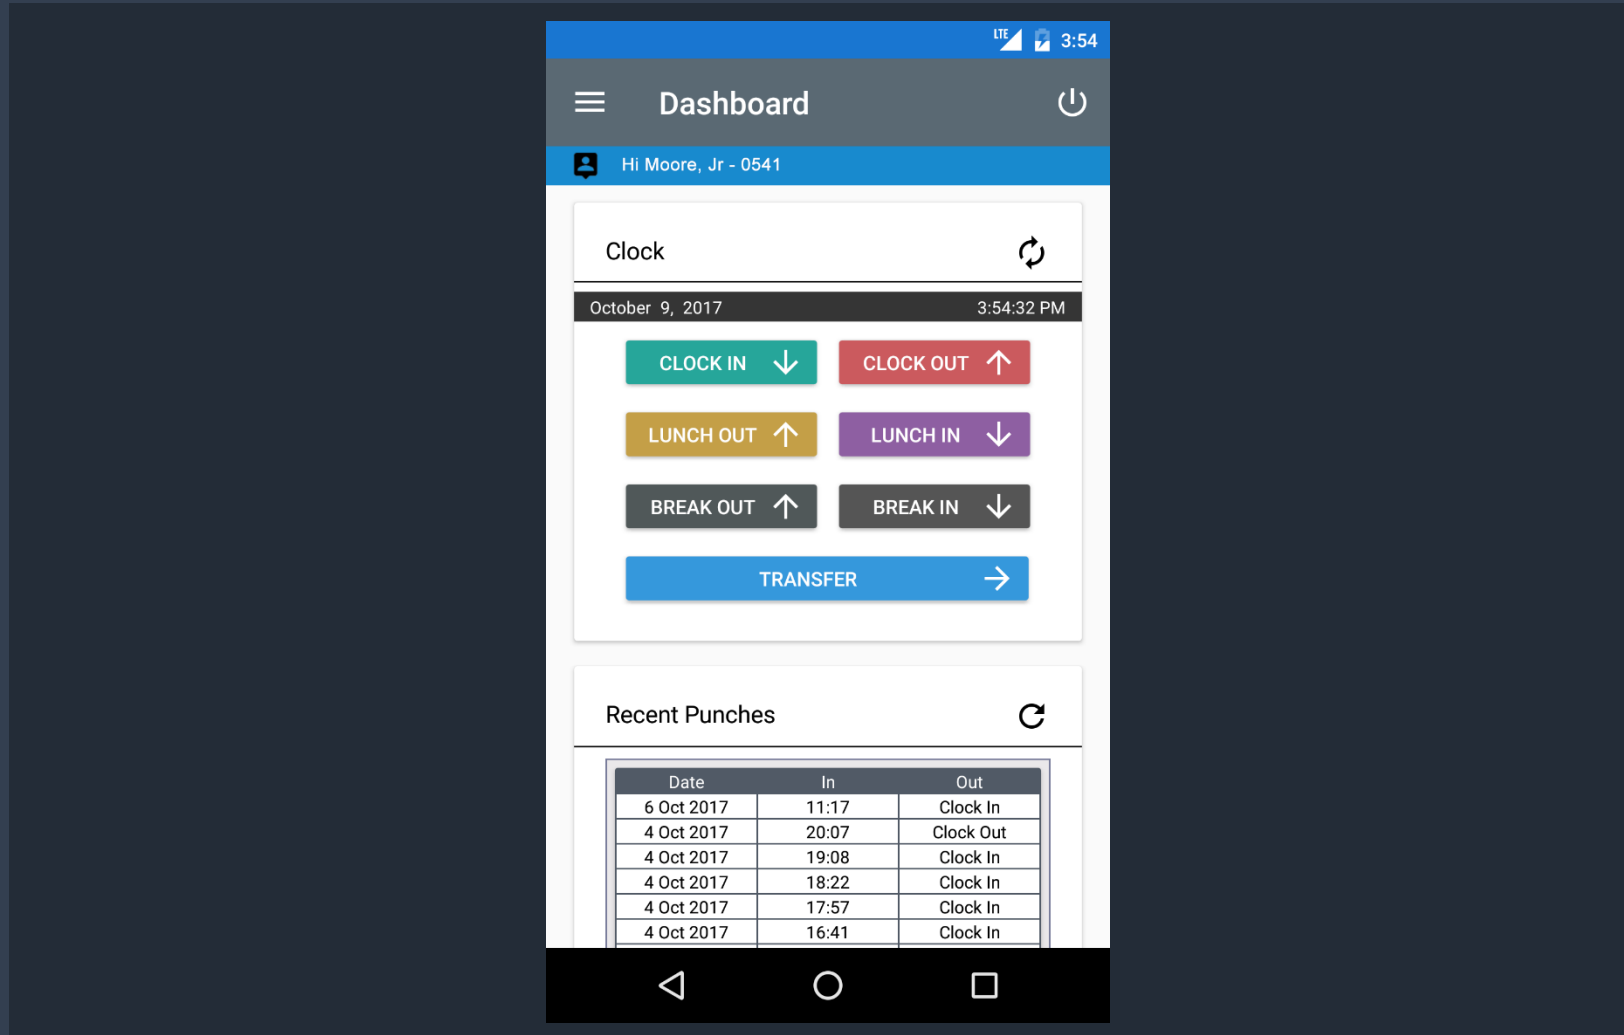 LTE 3:54
Dashboard
Hi Moore, Jr - 0541
Clock
October 9, 2017 3:54:32 PM
CLOCK IN CLOCK OUT
LUNCH OUT LUNCH IN
BREAK OUT BREAK IN
TRANSFER
Recent Punches
Date In Out
6 Oct 2017 11:17 Clock In
4 Oct 2017 20:07 Clock Out
4 Oct 2017 19:08 Clock In
4 Oct 2017 18:22 Clock In
4 Oct 2017 17:57 Clock In
4 Oct 2017 16:41 Clock In